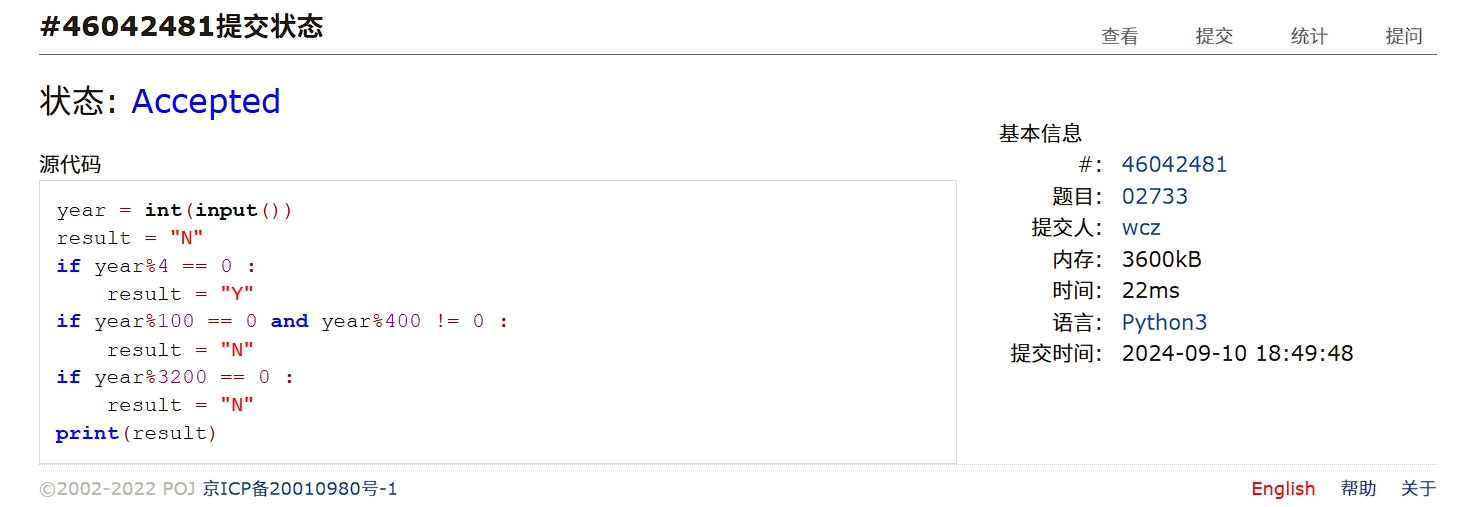 #46042481提交状态
查看 提交 统计 提问
状态: Accepted
源代码
year = int(input())
result = "N"
if year%4 == 0 :
    result = "Y"
if year%100 == 0 and year%400 != 0 :
    result = "N"
if year%3200 == 0 :
    result = "N"
print(result)
基本信息
#: 46042481
题目: 02733
提交人: wcz
内存: 3600kB
时间: 22ms
语言: Python3
提交时间: 2024-09-10 18:49:48
©2002-2022 POJ 京ICP备20010980号-1
English 帮助 关于